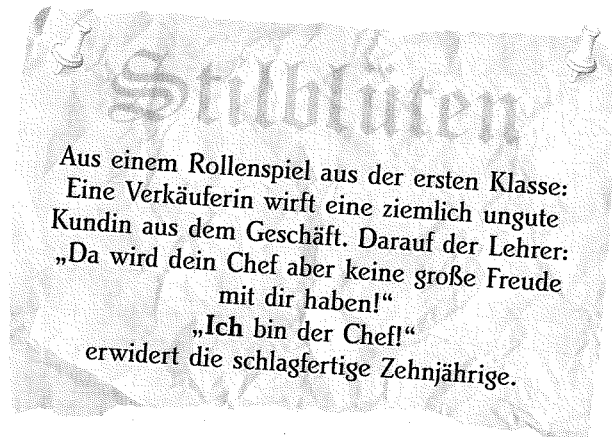 Stilblüten
Aus einem Rollenspiel aus der ersten Klasse:
Eine Verkäuferin wirft eine ziemlich ungute
Kundin aus dem Geschäft. Darauf der Lehrer:
„Da wird dein Chef aber keine große Freude
mit dir haben!“
„Ich bin der Chef!“
erwidert die schlagfertige Zehnjährige.